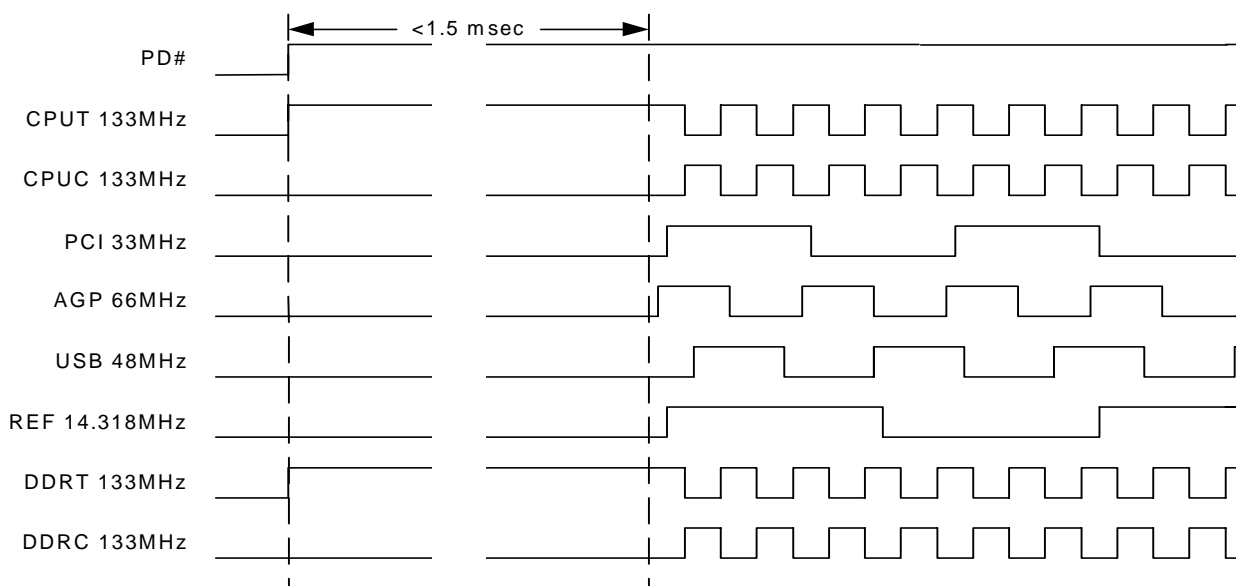 <1.5 msec
PD#
CPUT 133MHz
CPUC 133MHz
PCI 33MHz
AGP 66MHz
USB 48MHz
REF 14.318MHz
DDRT 133MHz
DDRC 133MHz